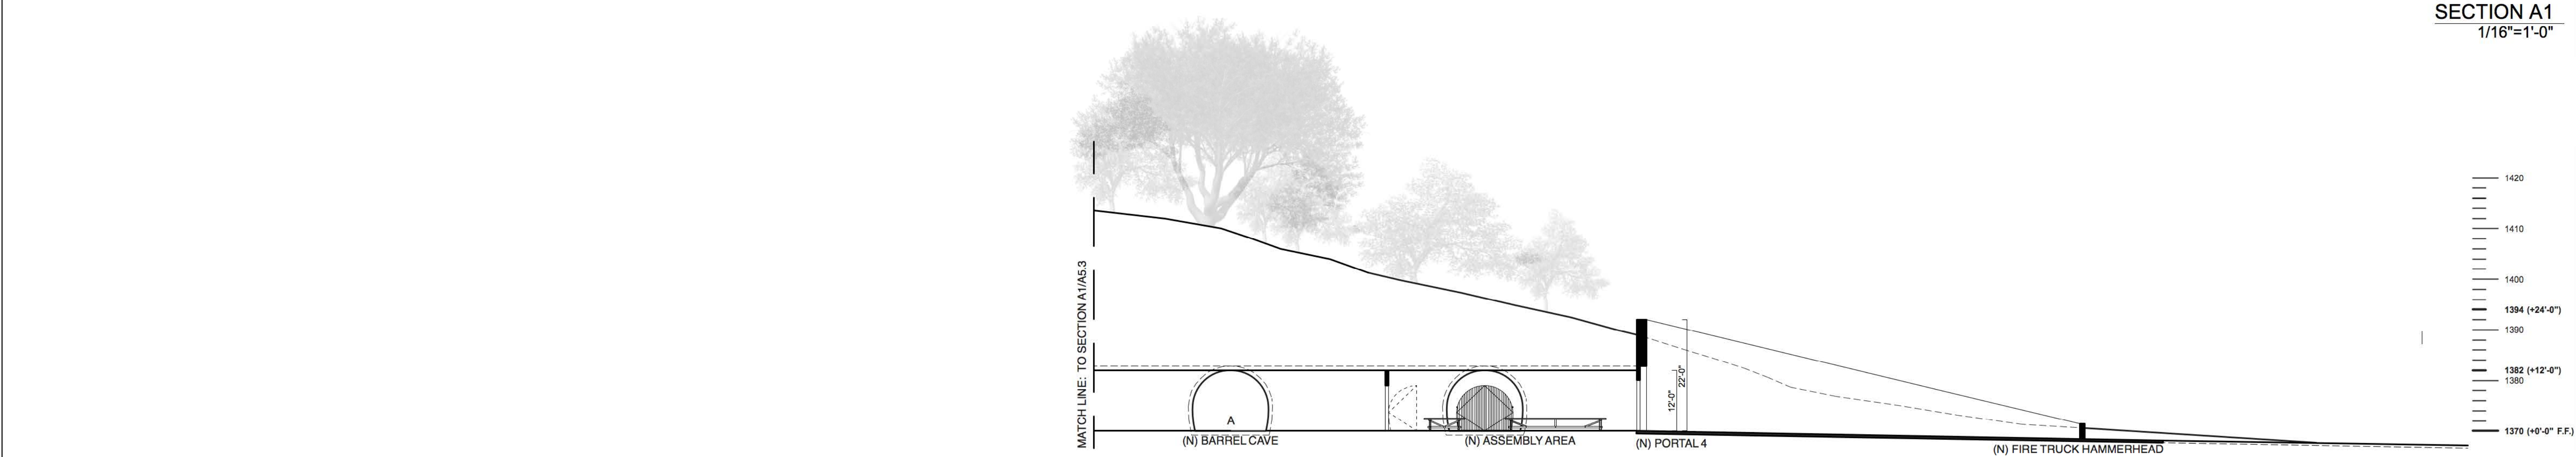 SECTION A1
1/16"=1'-0"
MATCH LINE: TO SECTION A1/A5.3
1420
1410
1400
1394 (+24'-0")
1390
1382 (+12'-0")
1380
1370 (+0'-0" F.F.)
12'-0"
22'-0"
A
(N) BARREL CAVE
(N) ASSEMBLY AREA
(N) PORTAL 4
(N) FIRE TRUCK HAMMERHEAD